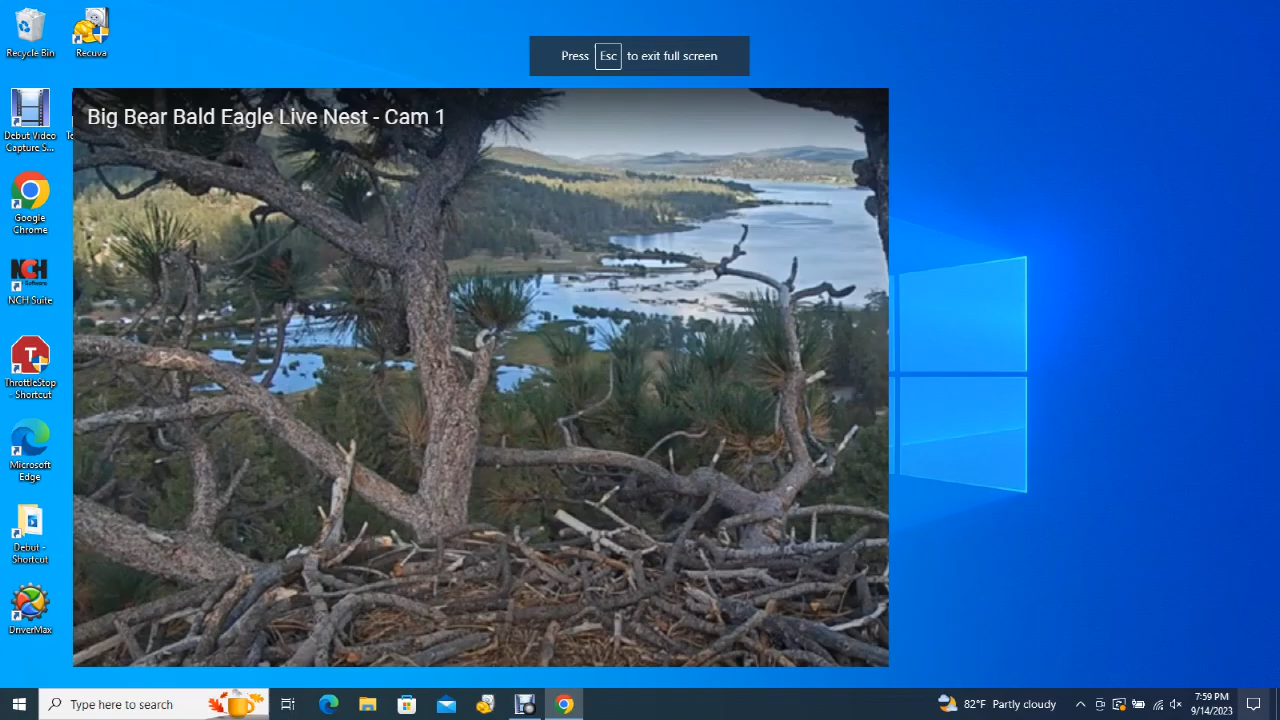 Recycle Bin
Recuva
Press Esc to exit full screen
Big Bear Bald Eagle Live Nest - Cam 1
Debut Video
Capture S...
Google
Chrome
NCH
Software
NCH Suite
T
ThrottleStop
- Shortcut
Microsoft
Edge
Debut -
Shortcut
DriverMax
Type here to search
82°F Partly cloudy
7:59 PM
9/14/2023